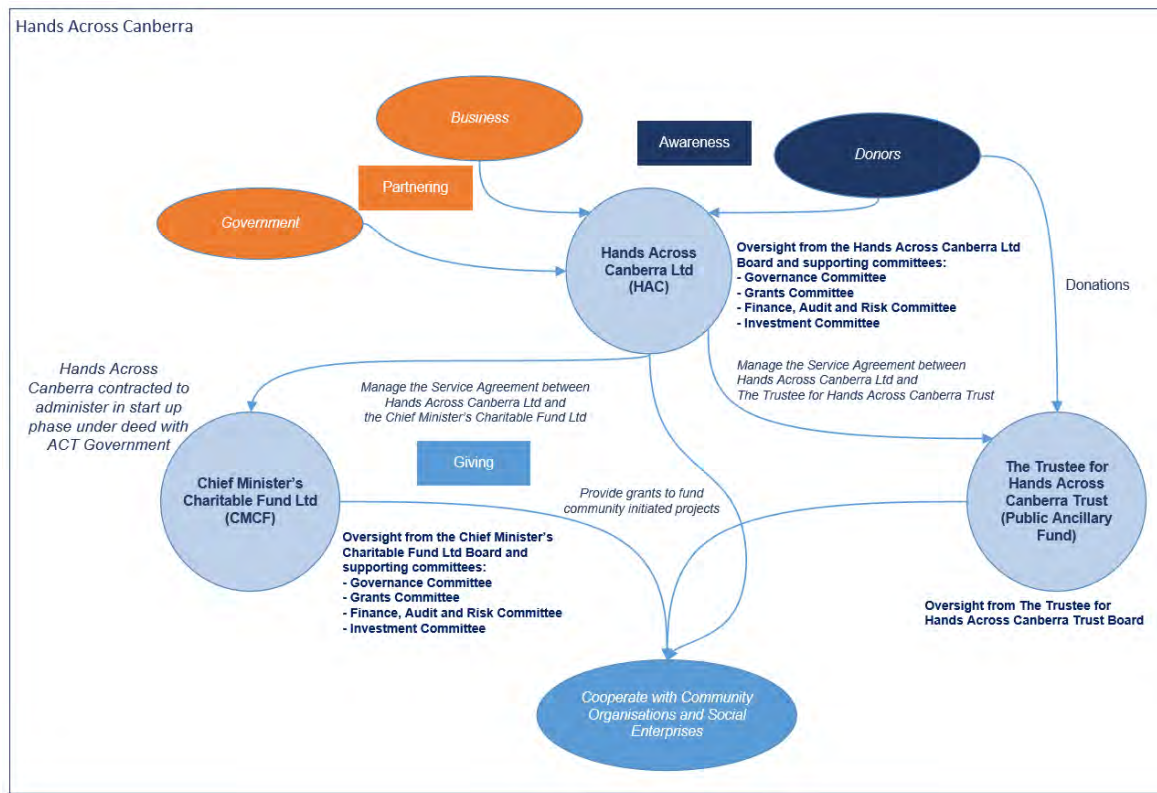 Hands Across Canberra
Business
Awareness
Donors
Partnering
Government
Hands Across
Canberra Ltd
(HAC)
Oversight from the Hands Across Canberra Ltd
Board and supporting committees:
- Governance Committee
- Grants Committee
- Finance, Audit and Risk Committee
- Investment Committee
Donations
Hands Across
Canberra contracted to
administer in start up
phase under deed with
ACT Government
Manage the Service Agreement between
Hands Across Canberra Ltd and
the Chief Minister's Charitable Fund Ltd
Manage the Service Agreement between
Hands Across Canberra Ltd and
The Trustee for Hands Across Canberra Trust
Giving
Chief Minister's
Charitable Fund Ltd
(CMCF)
Provide grants to fund
community initiated projects
The Trustee for
Hands Across
Canberra Trust
(Public Ancillary
Fund)
Oversight from the Chief Minister's
Charitable Fund Ltd Board and
supporting committees:
- Governance Committee
- Grants Committee
- Finance, Audit and Risk Committee
- Investment Committee
Oversight from The Trustee for
Hands Across Canberra Trust Board
Cooperate with Community
Organisations and Social
Enterprises